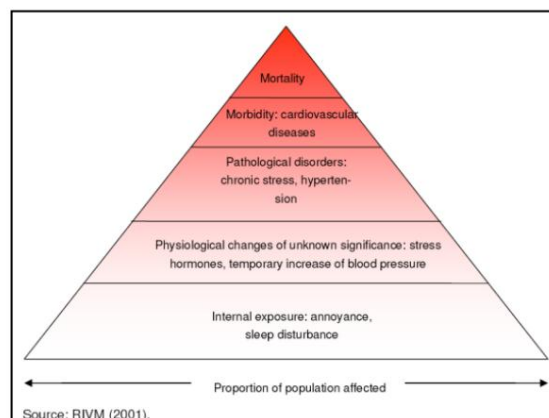 Mortality
Morbidity: cardiovascular
diseases
Pathological disorders:
chronic stress, hyperten-
sion
Physiological changes of unknown significance: stress
hormones, temporary increase of blood pressure
Internal exposure: annoyance,
sleep disturbance
Proportion of population affected
Source: RIVM (2001).